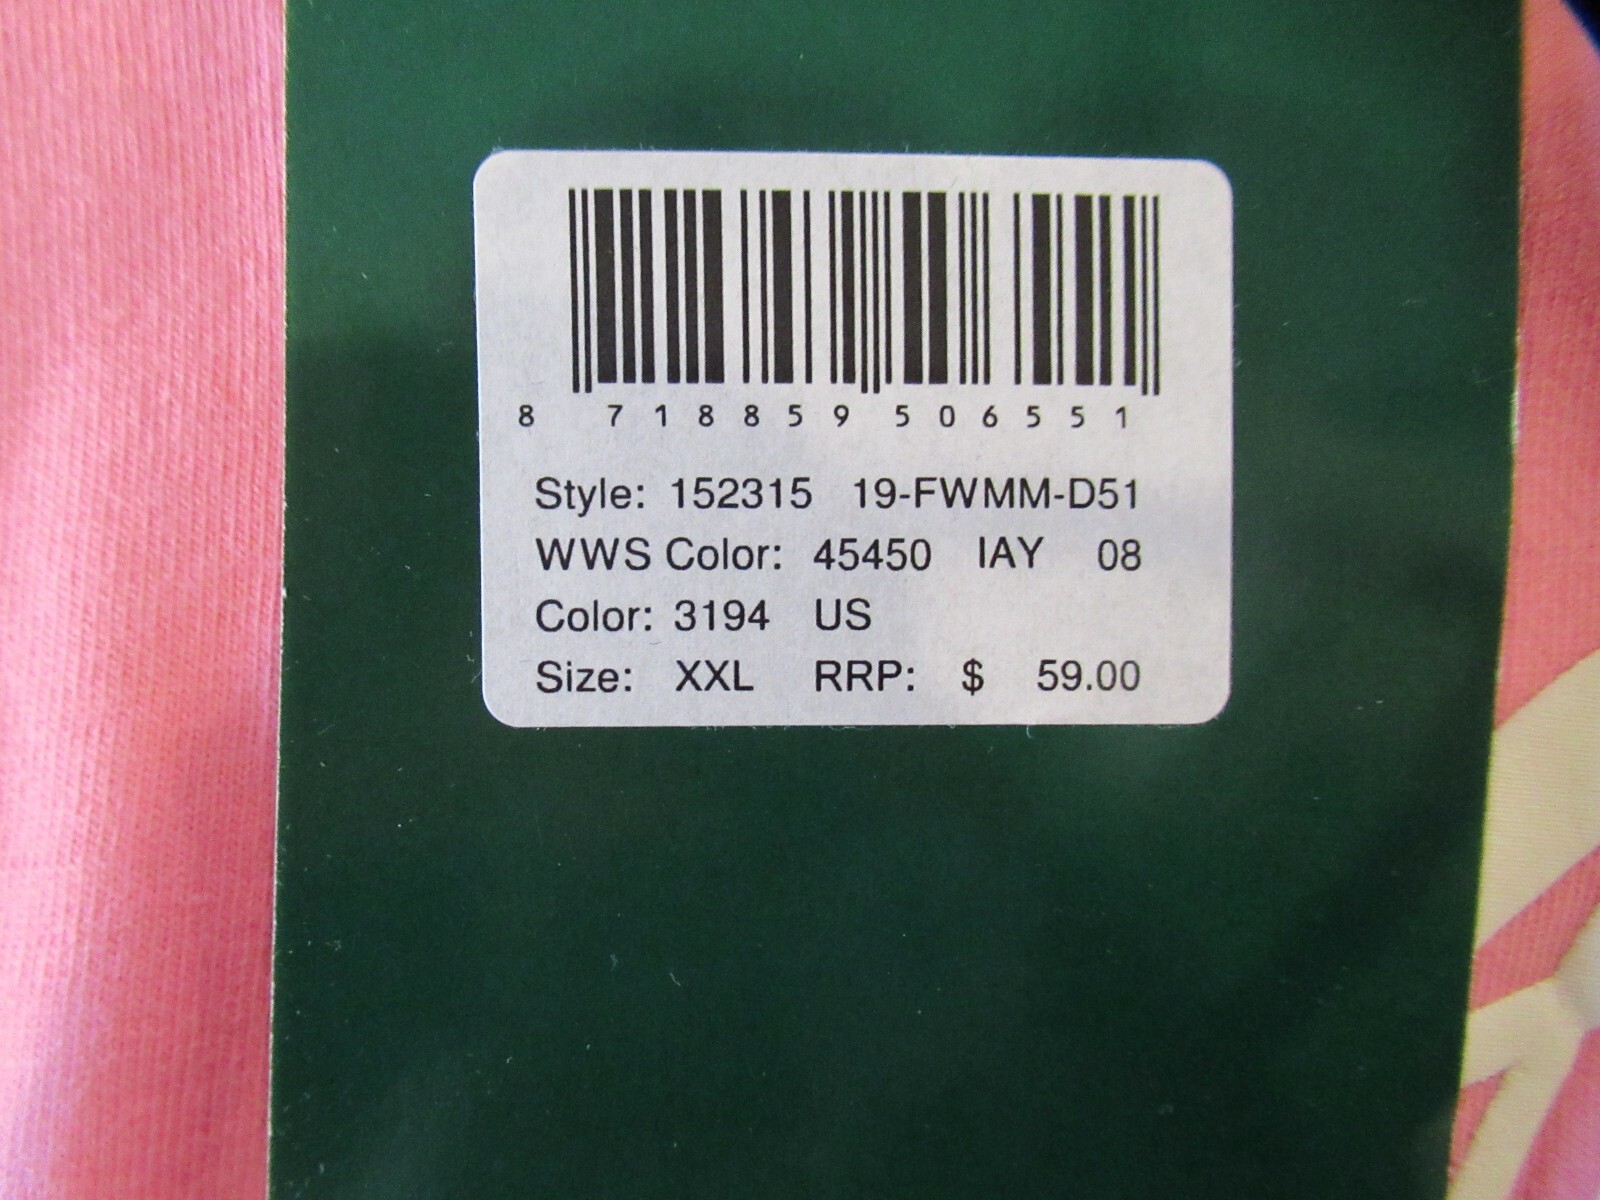 8 718859 506551
Style: 152315 19-FWMM-D51
WWS Color: 45450 IAY 08
Color: 3194 US
Size: XXL RRP: $ 59.00